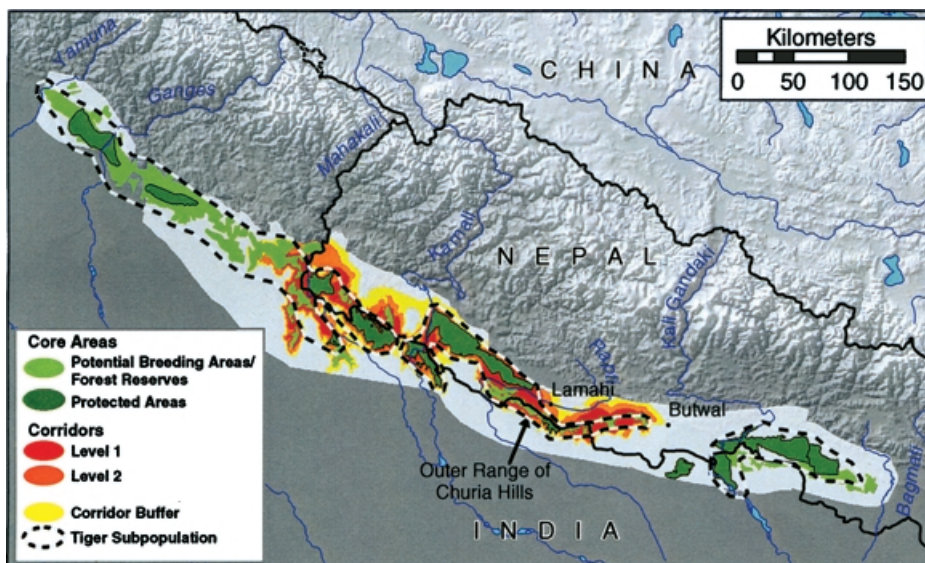 Kilometers
0 50 100 150
CHINA
Yamuna
Ganges
Mahakali
Karnali
NEPAL
Kali Gandaki
Rapti
Lamahi
Butwal
Bagmati
Outer Range of
Churia Hills
INDIA
Core Areas
Potential Breeding Areas/
Forest Reserves
Protected Areas
Corridors
Level 1
Level 2
Corridor Buffer
Tiger Subpopulation